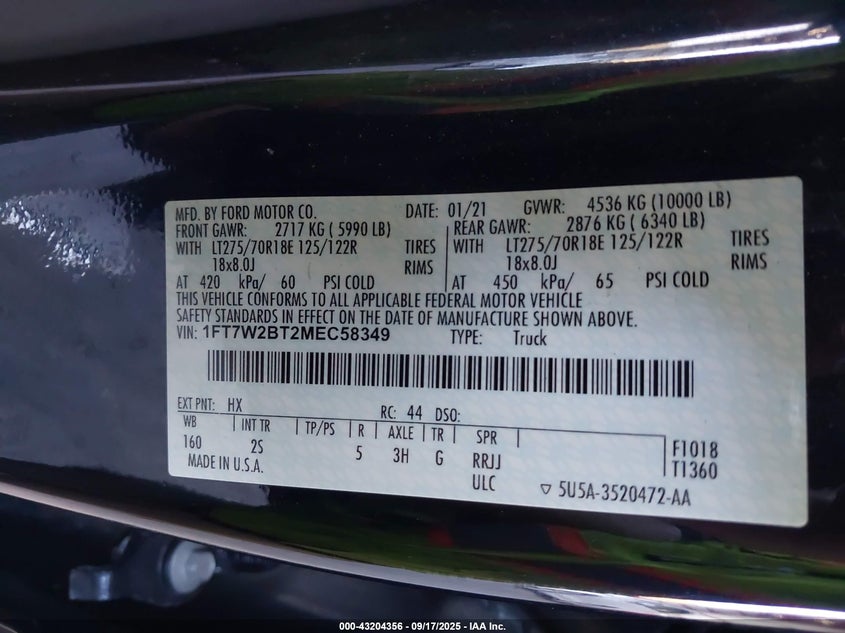 MFD. BY FORD MOTOR CO. DATE: 01/21 GVWR: 4536 KG (10000 LB)
FRONT GAWR: 2717 KG ( 5990 LB) REAR GAWR: 2876 KG ( 6340 LB)
WITH LT275/70R18E 125/122R TIRES WITH LT275/70R18E 125/122R TIRES
18x8.0J RIMS 18x8.0J RIMS
AT 420 kPa/ 60 PSI COLD AT 450 kPa/ 65 PSI COLD
THIS VEHICLE CONFORMS TO ALL APPLICABLE FEDERAL MOTOR VEHICLE
SAFETY STANDARDS IN EFFECT ON THE DATE OF MANUFACTURE SHOWN ABOVE.
VIN: 1FT7W2BT2MEC58349 TYPE: Truck
EXT PNT: HX RC: 44 DSO:
WB INT TR TP/PS R AXLE TR SPR F1018
160 2S 5 3H G RRJJ T1360
MADE IN U.S.A. ULC ▽ 5U5A-3520472-AA
000-43204356 - 09/17/2025 - IAA Inc.